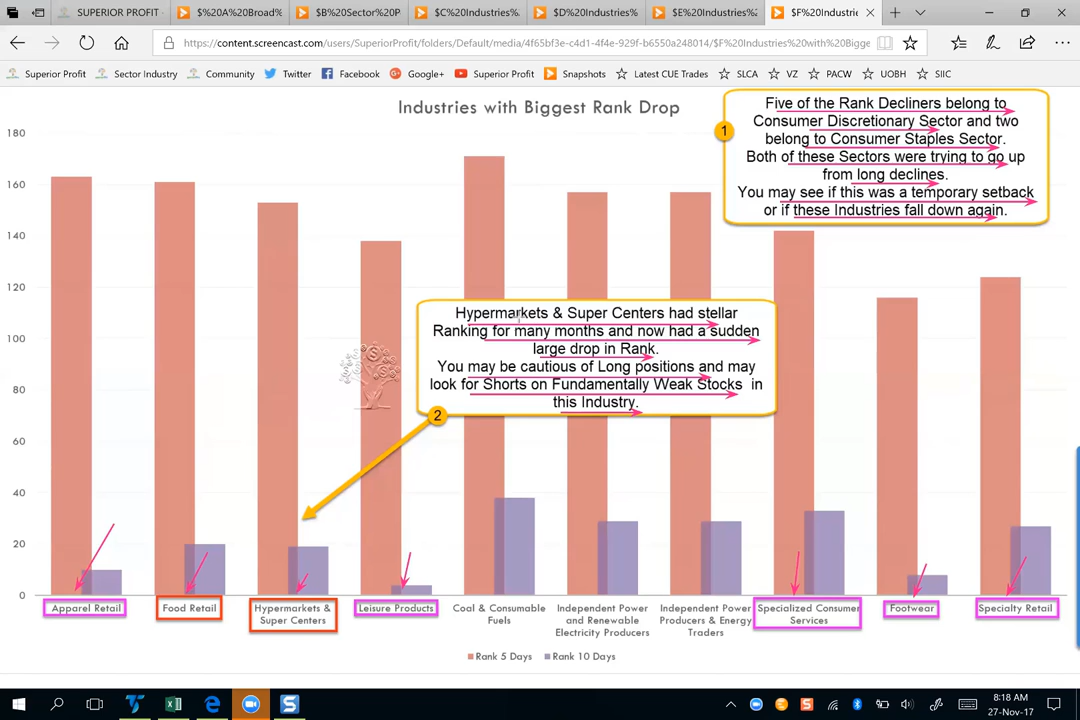 SUPERIOR PROFIT
$%20A%20Broad%
$%20B%20Sector%20P
$%20C%20Industries%
$%20D%20Industries%
$%20E%20Industries%2
$%20F%20Industrie
https://content.screencast.com/users/SuperiorProfit/folders/Default/media/4f65bf3e-c4d1-4f4e-929f-b6550a248014/$F%20Industries%20with%20Bigge
Superior Profit
Sector Industry
Community
Twitter
Facebook
Google+
Superior Profit
Snapshots
Latest CUE Trades
SLCA
VZ
PACW
UOBH
SIIC
Industries with Biggest Rank Drop
1
Five of the Rank Decliners belong to
Consumer Discretionary Sector and two
belong to Consumer Staples Sector.
Both of these Sectors were trying to go up
from long declines.
You may see if this was a temporary setback
or if these Industries fall down again.
180
160
140
120
100
80
60
40
20
0
Hypermarkets & Super Centers had stellar
Ranking for many months and now had a sudden
large drop in Rank.
You may be cautious of Long positions and may
look for Shorts on Fundamentally Weak Stocks in
this Industry.
2
Apparel Retail
Food Retail
Hypermarkets &
Super Centers
Leisure Products
Coal & Consumable
Fuels
Independent Power
and Renewable
Electricity Producers
Independent Power
Producers & Energy
Traders
Specialized Consumer
Services
Footwear
Specialty Retail
Rank 5 Days
Rank 10 Days
8:18 AM
27-Nov-17